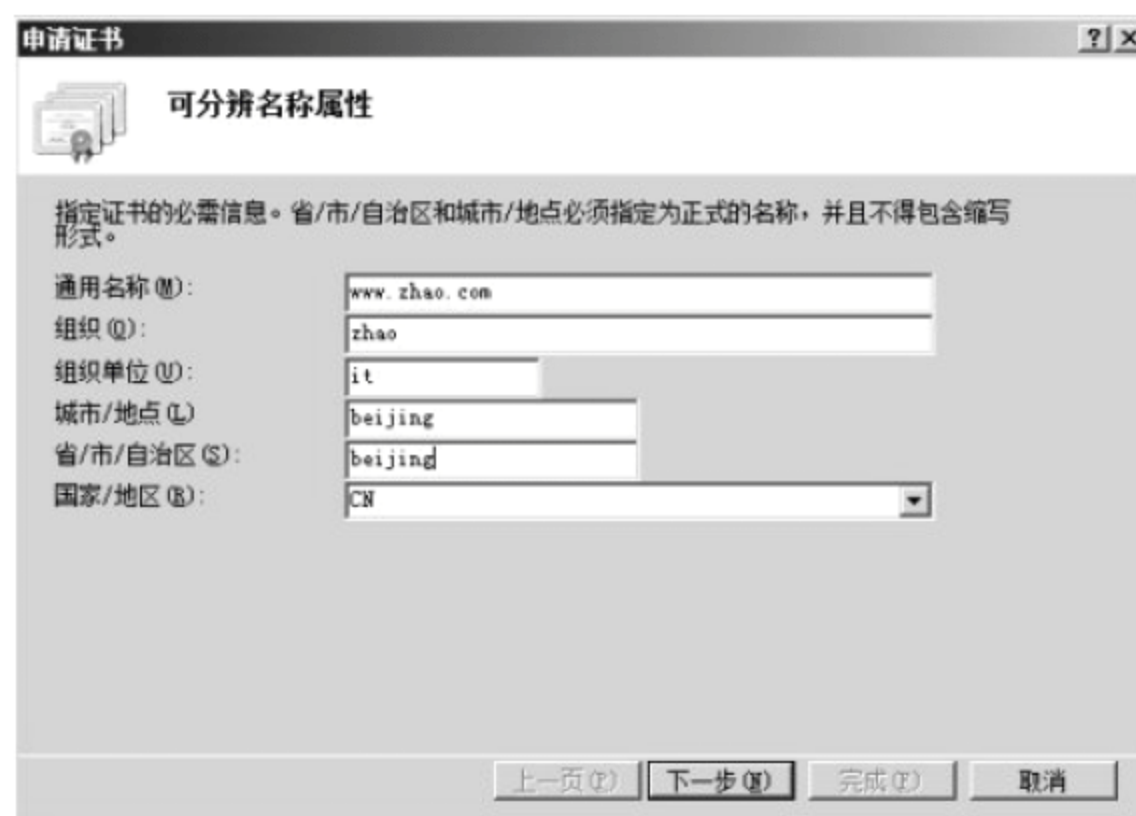 申请证书
可分辨名称属性
指定证书的必需信息。省/市/自治区和城市/地点必须指定为正式的名称，并且不得包含缩写
形式。
通用名称(M): www.zhao.com
组织(O): zhao
组织单位(U): it
城市/地点(L) beijing
省/市/自治区(S): beijing
国家/地区(R): CN
上一页(P) 下一步(N) 完成(F) 取消